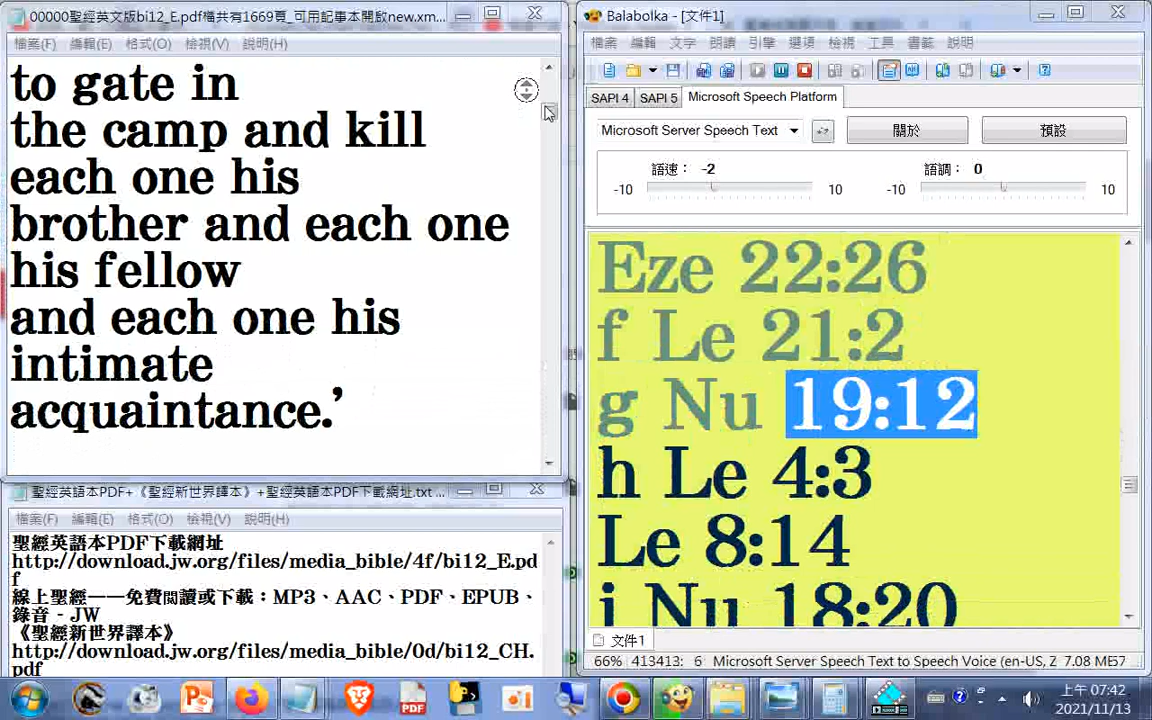 00000聖經英文版bi12_E.pdf檔共有1669頁_可用記事本開啟new.xm...
檔案(F) 編輯(E) 格式(O) 檢視(V) 說明(H)
to gate in
the camp and kill
each one his
brother and each one
his fellow
and each one his
intimate
acquaintance.’
聖經英語本PDF+《聖經新世界譯本》+聖經英語本PDF下載網址.txt ...
檔案(F) 編輯(E) 格式(O) 檢視(V) 說明(H)
聖經英語本PDF下載網址
http://download.jw.org/files/media_bible/4f/bi12_E.pd
f
線上聖經——免費閱讀或下載：MP3、AAC、PDF、EPUB、
錄音 - JW
《聖經新世界譯本》
http://download.jw.org/files/media_bible/0d/bi12_CH.
pdf
Balabolka - [文件1]
檔案 編輯 文字 朗讀 引擎 選項 檢視 工具 書籤 說明
SAPI 4 SAPI 5 Microsoft Speech Platform
Microsoft Server Speech Text 關於 預設
語速： -2 語調： 0
-10 10 -10 10
Eze 22:26
f Le 21:2
g Nu 19:12
h Le 4:3
Le 8:14
i Nu 18:20
文件1
66% 413413: 6 Microsoft Server Speech Text to Speech Voice (en-US, Z 7.08 ME57
上午 07:42
2021/11/13